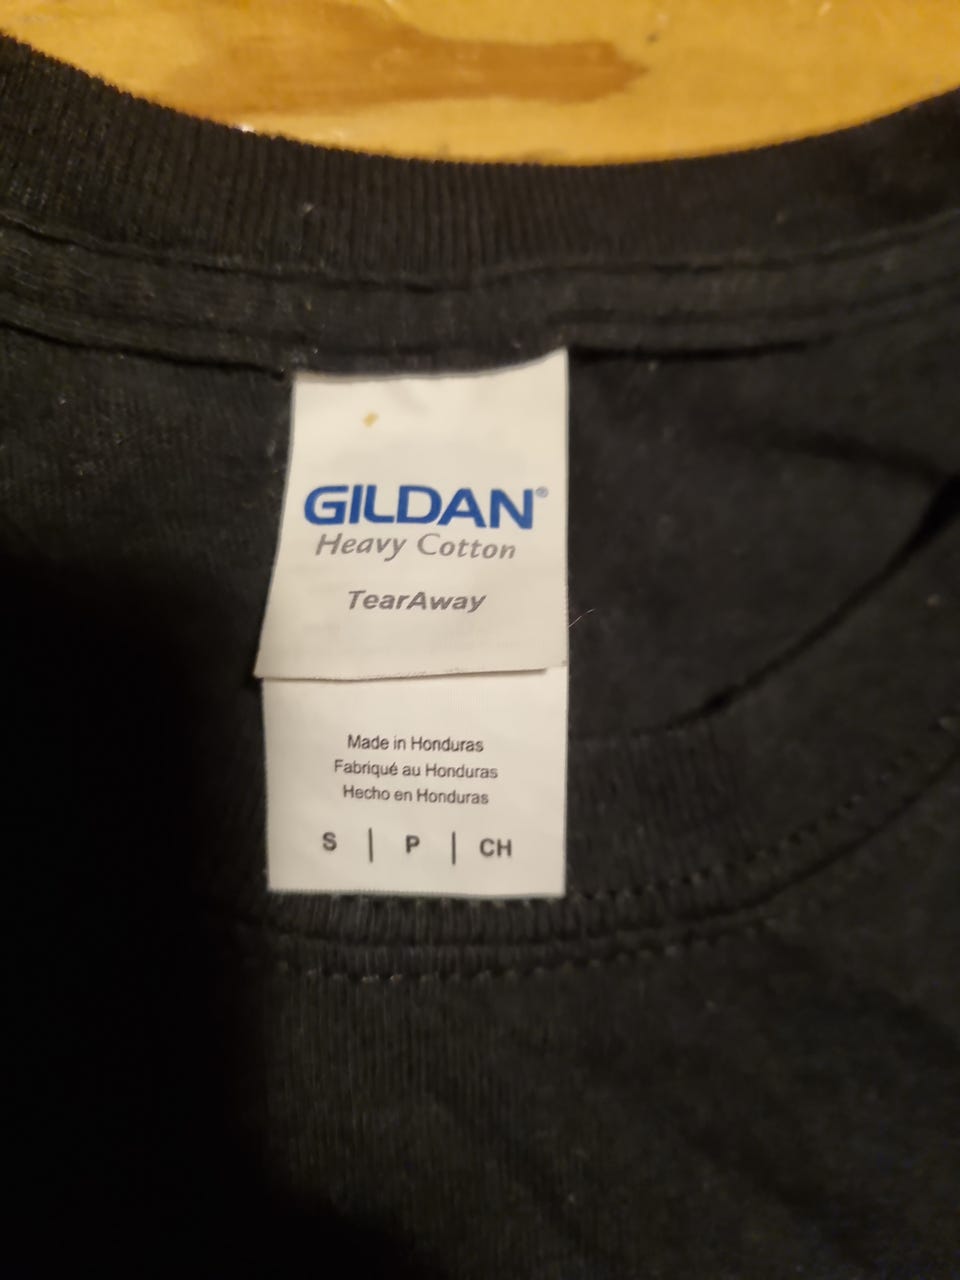 GILDAN®
Heavy Cotton
TearAway
Made in Honduras
Fabriqué au Honduras
Hecho en Honduras
S | P | CH